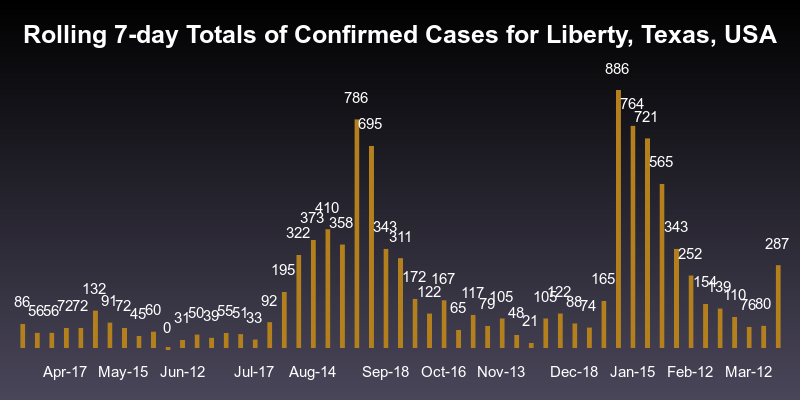 Rolling 7-day Totals of Confirmed Cases for Liberty, Texas, USA
86 56 56 72 72 132 91 72 45 60 0 31 50 39 55 51 33 92 195 322 373 410 358 786 695 343 311 172 122 167 65 117 79 105 48 21 105 122 88 74 165 886 764 721 565 343 252 154 139 110 76 80 287
Apr-17 May-15 Jun-12 Jul-17 Aug-14 Sep-18 Oct-16 Nov-13 Dec-18 Jan-15 Feb-12 Mar-12